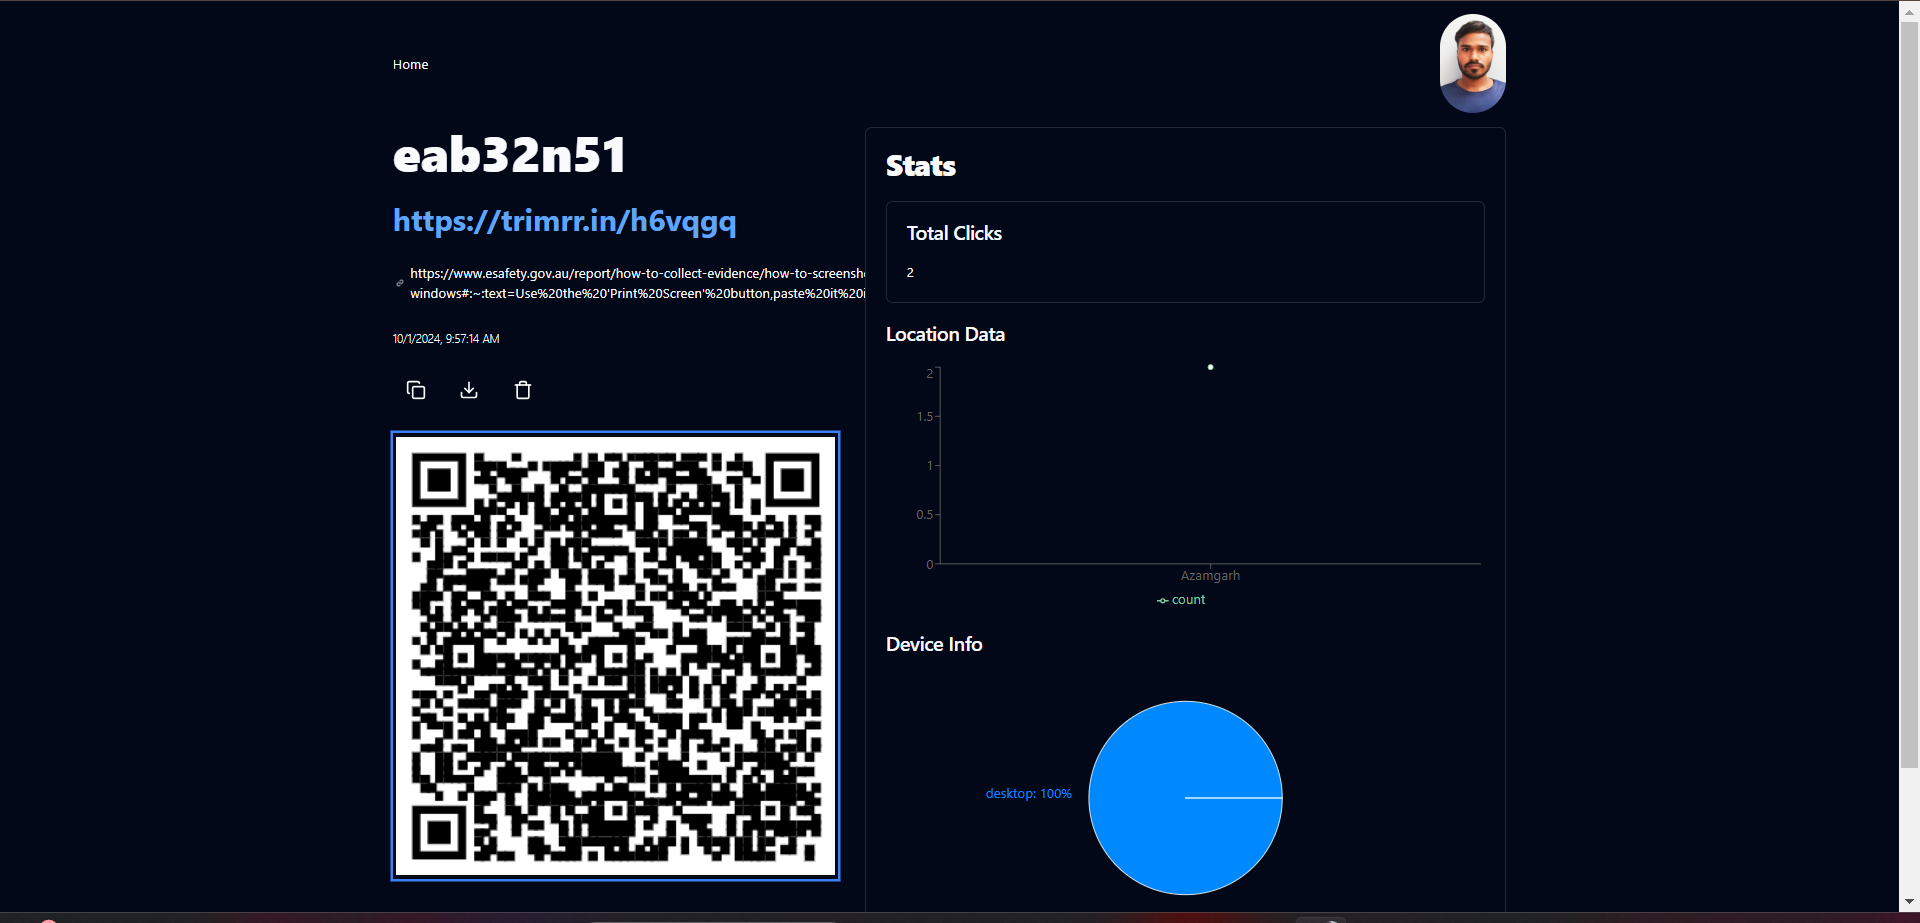 Home
eab32n51
https://trimrr.in/h6vqgq
https://www.esafety.gov.au/report/how-to-collect-evidence/how-to-screensh
windows#:~:text=Use%20the%20'Print%20Screen'%20button,paste%20it%20i
10/1/2024, 9:57:14 AM
Stats
Total Clicks
2
Location Data
2
1.5
1
0.5
0
Azamgarh
count
Device Info
desktop: 100%